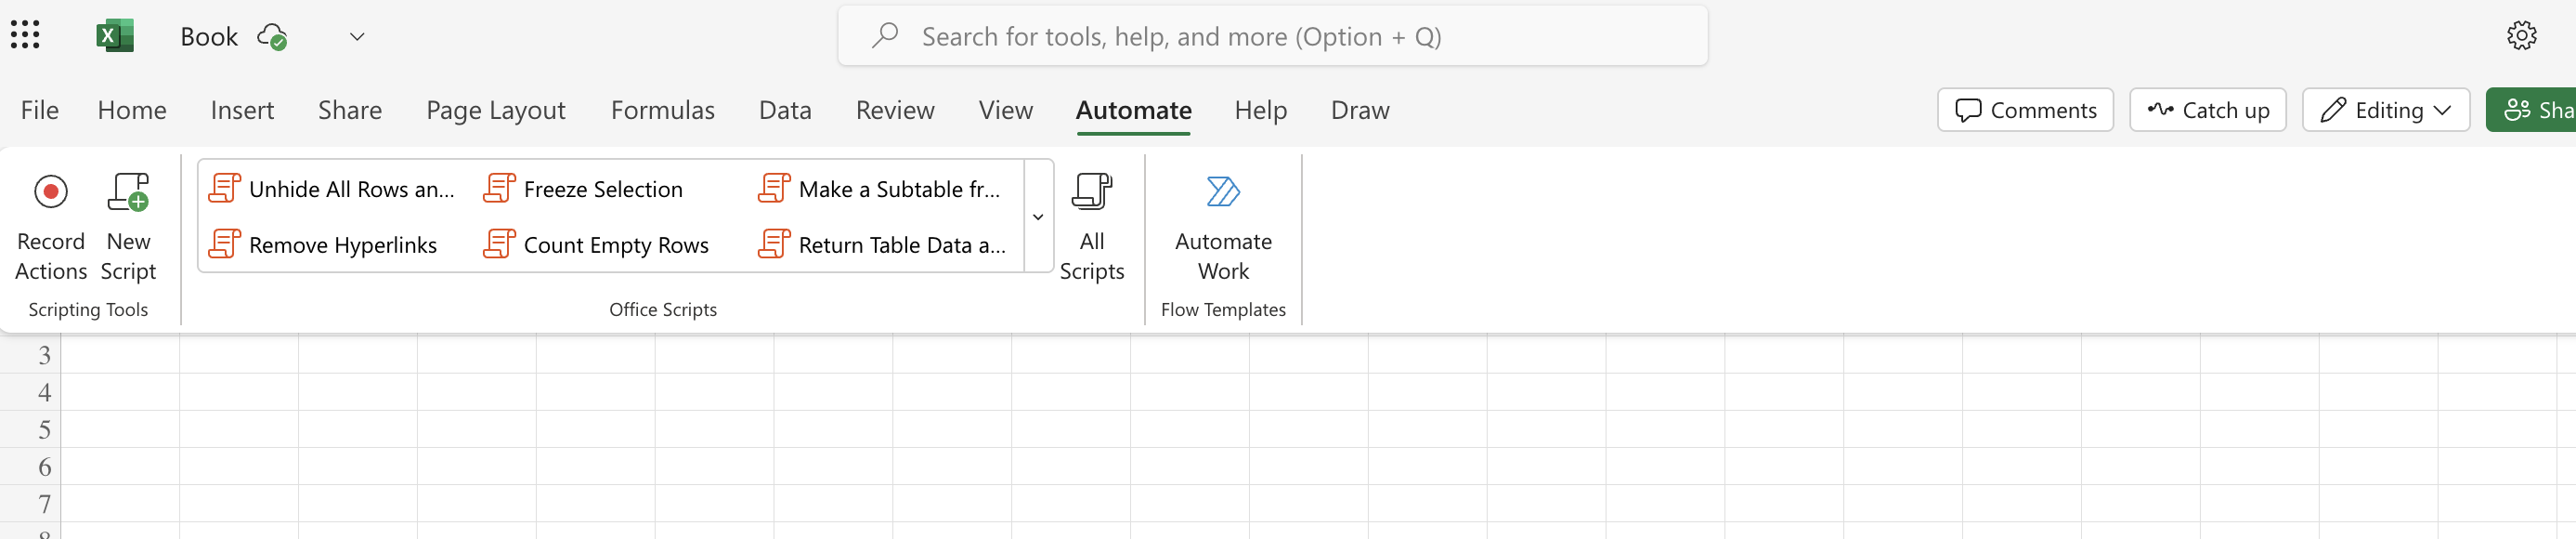 Book
Search for tools, help, and more (Option + Q)
File Home Insert Share Page Layout Formulas Data Review View Automate Help Draw
Comments Catch up Editing Sha
Record Actions
New Script
Scripting Tools
Unhide All Rows an...
Freeze Selection
Make a Subtable fr...
Remove Hyperlinks
Count Empty Rows
Return Table Data a...
All Scripts
Office Scripts
Automate Work
Flow Templates
3
4
5
6
7
8